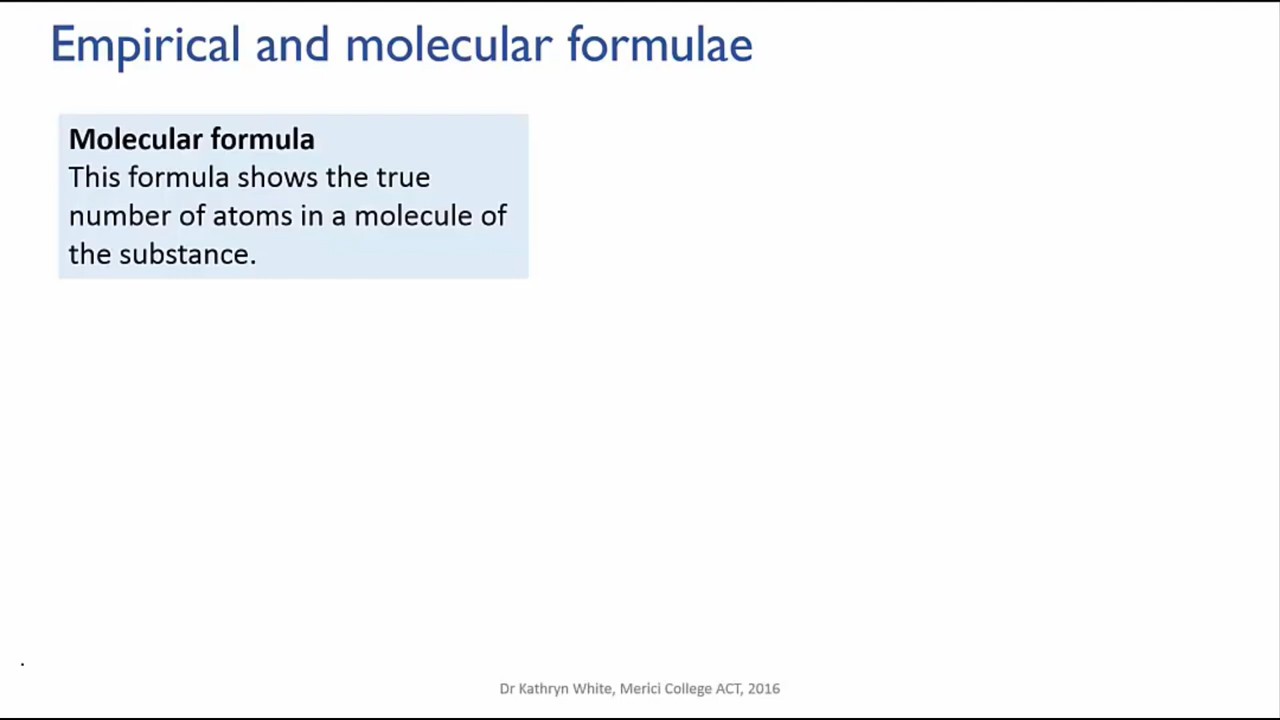 Empirical and molecular formulae
Molecular formula
This formula shows the true
number of atoms in a molecule of
the substance.
.
Dr Kathryn White, Merici College ACT, 2016